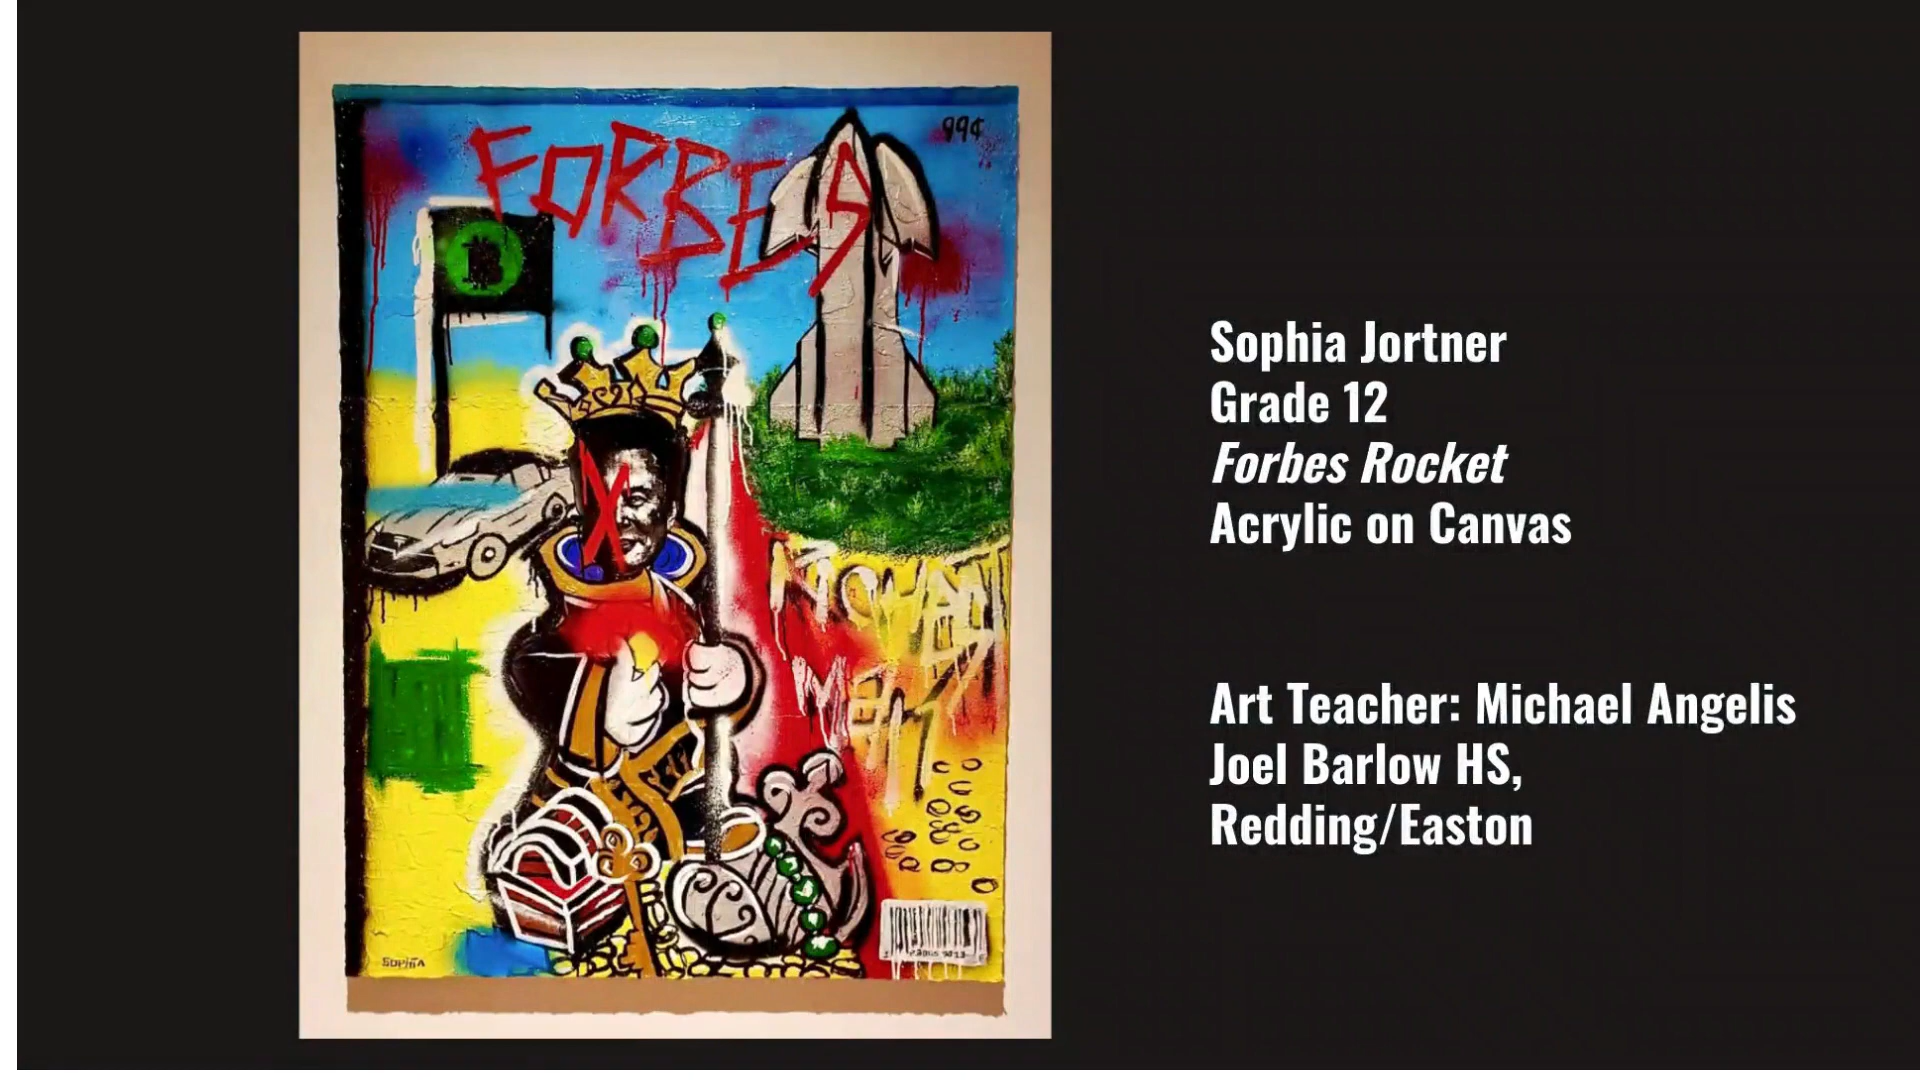 FORBES
99¢
RICHARD
SOPHIA
Sophia Jortner
Grade 12
Forbes Rocket
Acrylic on Canvas
Art Teacher: Michael Angelis
Joel Barlow HS,
Redding/Easton